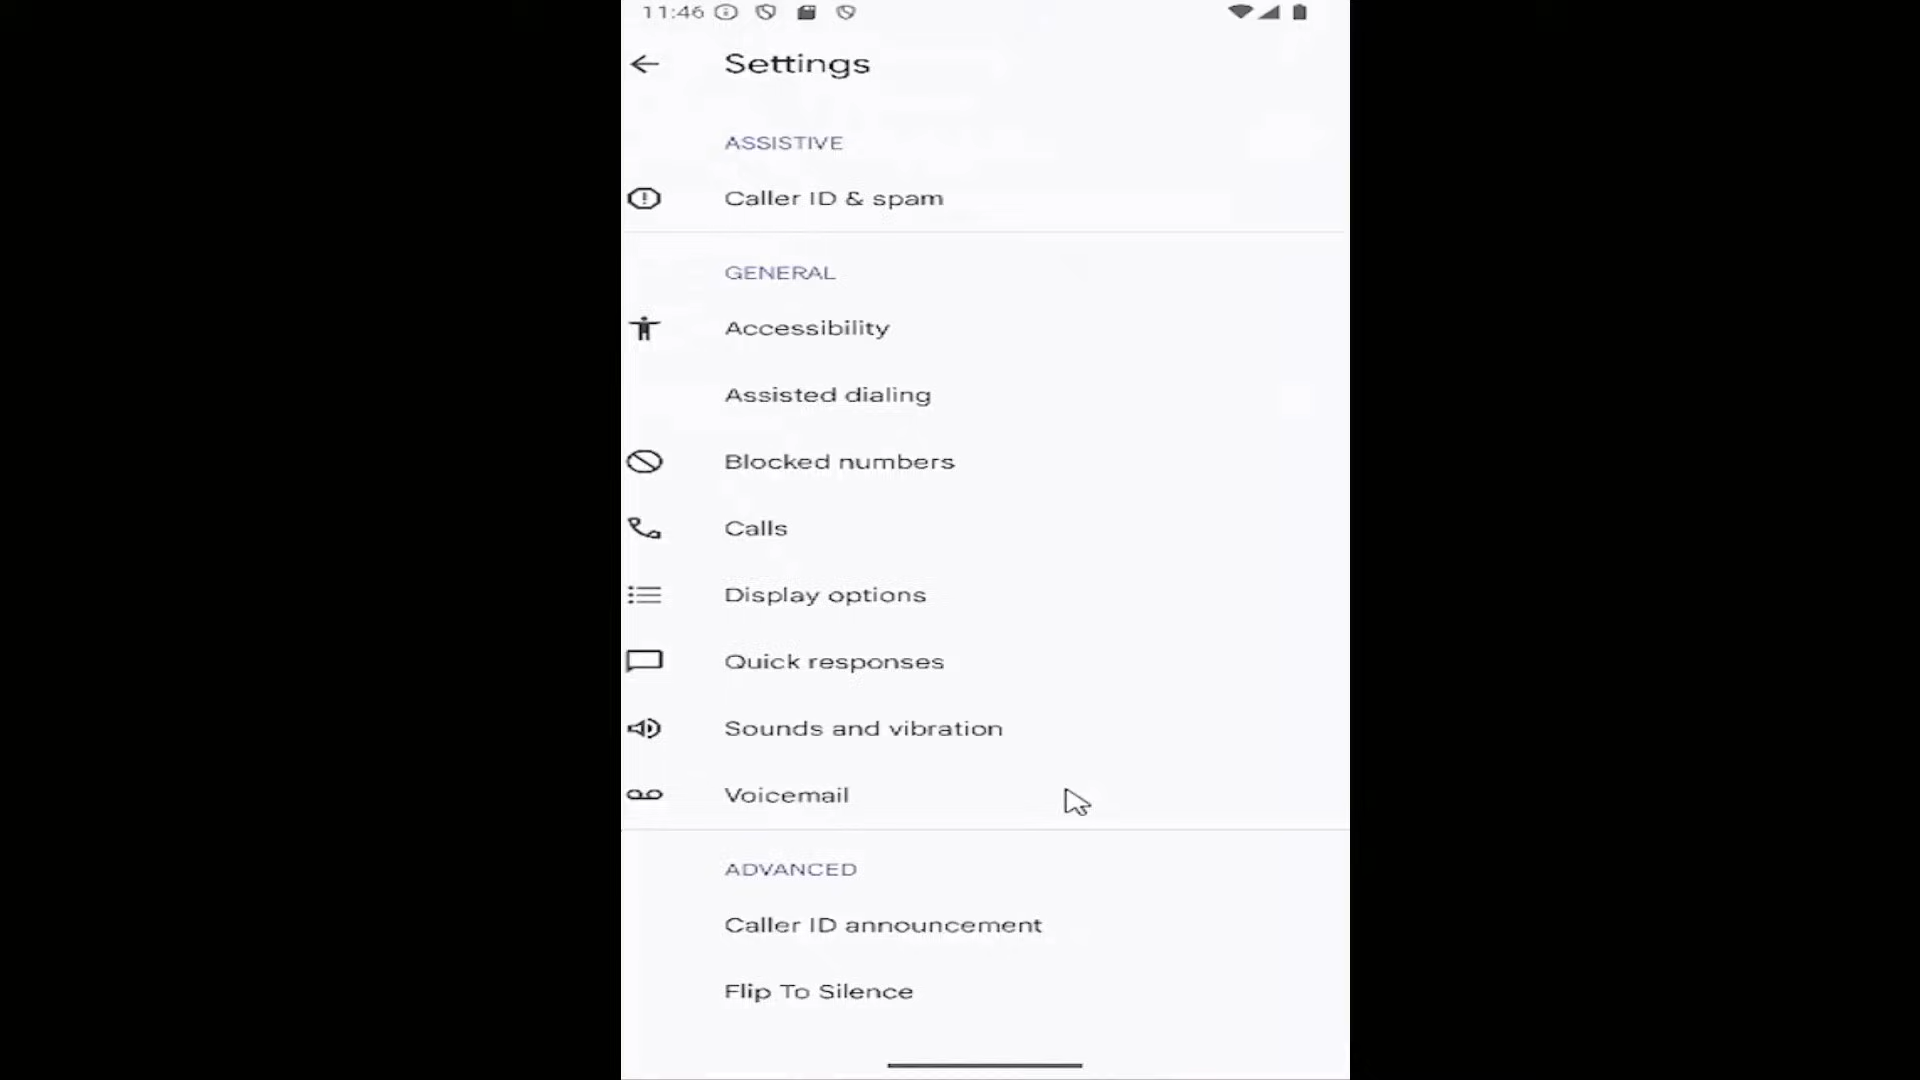 11:46
Settings
ASSISTIVE
Caller ID & spam
GENERAL
Accessibility
Assisted dialing
Blocked numbers
Calls
Display options
Quick responses
Sounds and vibration
Voicemail
ADVANCED
Caller ID announcement
Flip To Silence